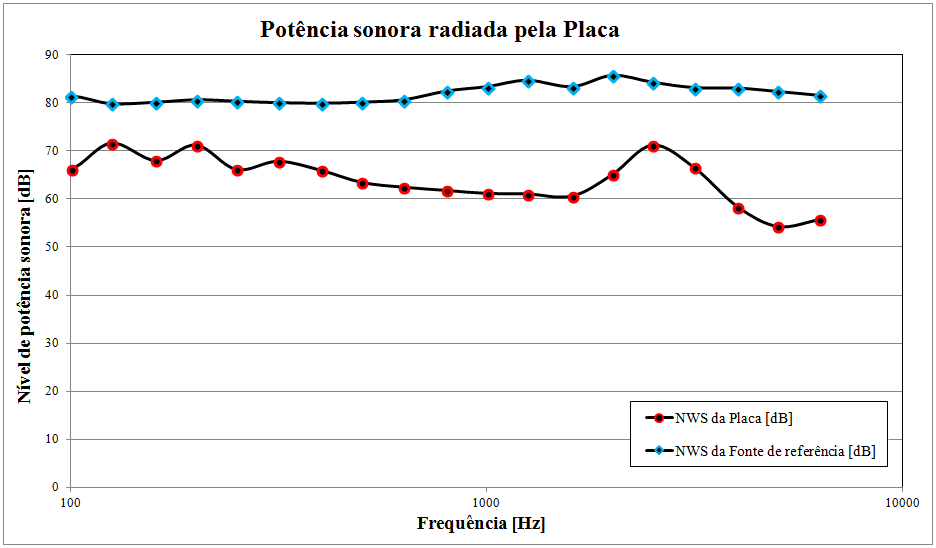 Potência sonora radiada pela Placa
Nível de potência sonora [dB]
90
80
70
60
50
40
30
20
10
0
100
1000
10000
Frequência [Hz]
NWS da Placa [dB]
NWS da Fonte de referência [dB]